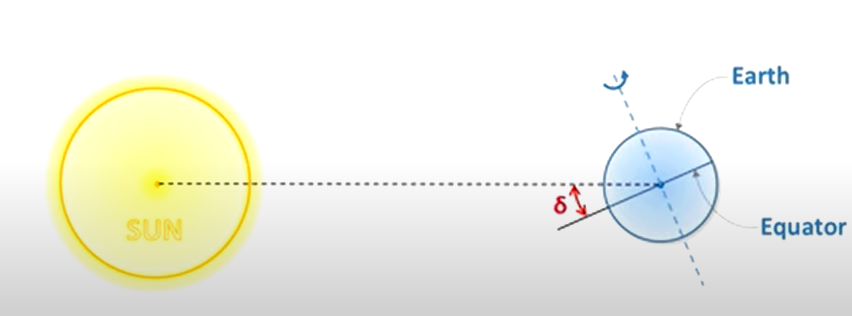 Earth
SUN
δ
Equator